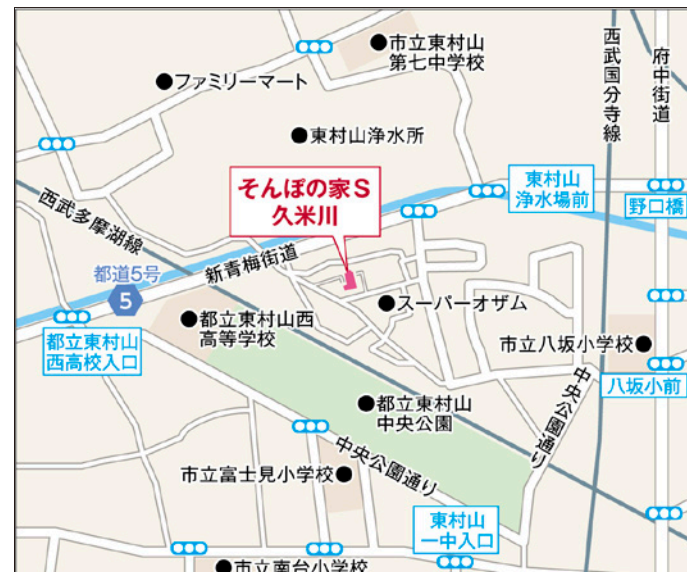 市立東村山
第七中学校
ファミリーマート
西武国分寺線
府中街道
東村山浄水所
そんぽの家S
久米川
東村山
浄水場前
野口橋
西武多摩湖線
新青梅街道
都道5号
5
スーパーオザム
都立東村山西
高等学校
都立東村山
西高校入口
市立八坂小学校
八坂小前
都立東村山
中央公園
中央公園通り
中央公園通り
市立富士見小学校
東村山
一中入口
市立南台小学校